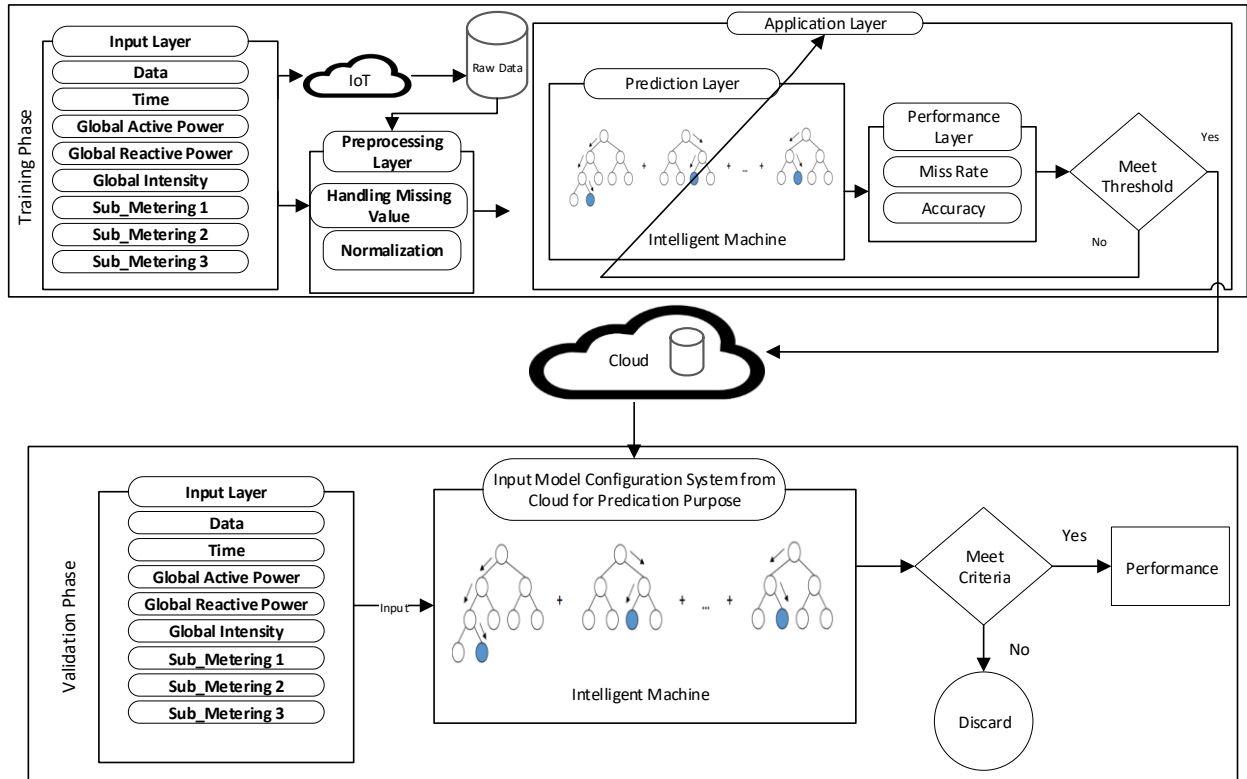 Training Phase
Input Layer
Data
Time
Global Active Power
Global Reactive Power
Global Intensity
Sub_Metering 1
Sub_Metering 2
Sub_Metering 3
IoT
Raw Data
Preprocessing
Layer
Handling Missing
Value
Normalization
Application Layer
Prediction Layer
+
+
...
+
Intelligent Machine
Performance
Layer
Miss Rate
Accuracy
Meet
Threshold
Yes
No
Cloud
Validation Phase
Input Layer
Data
Time
Global Active Power
Global Reactive Power
Global Intensity
Sub_Metering 1
Sub_Metering 2
Sub_Metering 3
Input
Input Model Configuration System from
Cloud for Predication Purpose
+
+
...
+
Intelligent Machine
Meet
Criteria
Yes
Performance
No
Discard